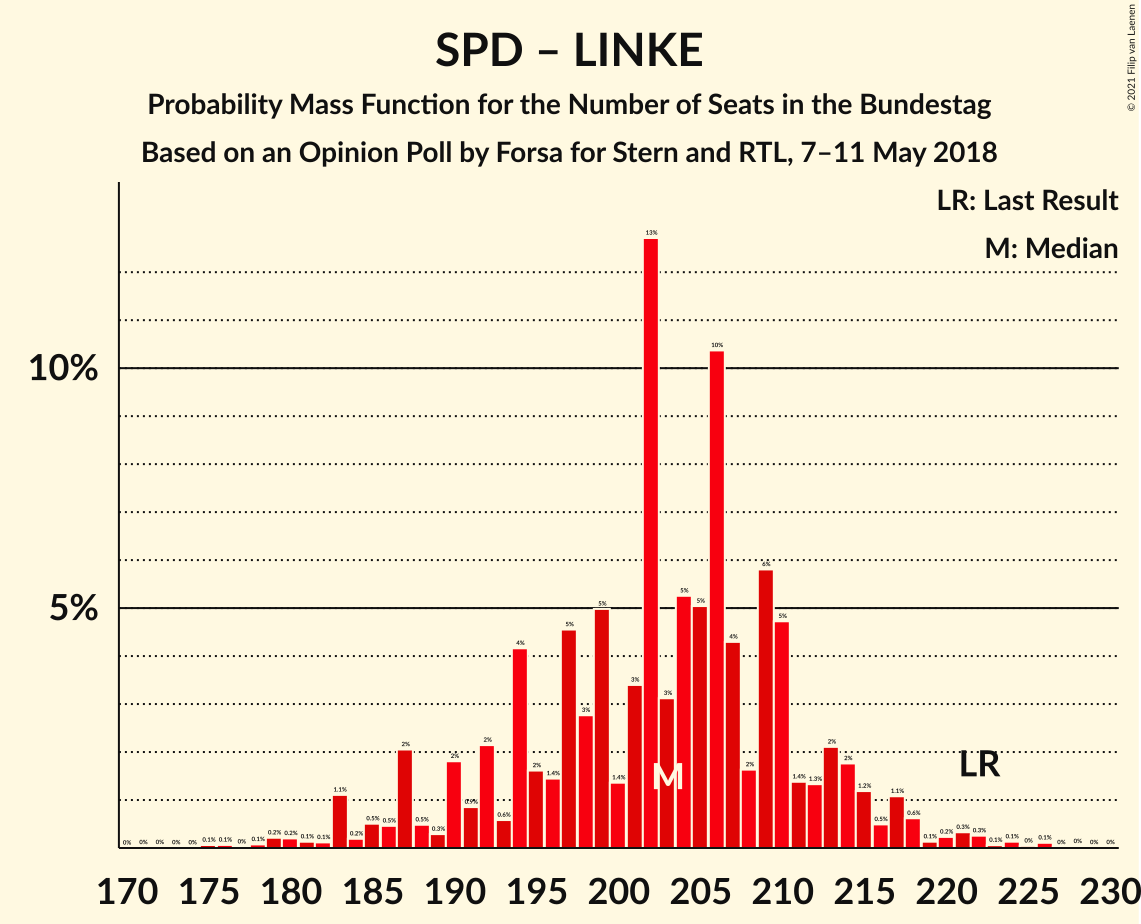 SPD – LINKE
Probability Mass Function for the Number of Seats in the Bundestag
Based on an Opinion Poll by Forsa for Stern and RTL, 7–11 May 2018
© 2021 Filip van Laenen
LR: Last Result
M: Median
10%
5%
0% 0% 0% 0% 0% 0.1% 0.1% 0% 0.1% 0.2% 0.2% 0.1% 0.1% 1.1% 0.2% 0.5% 0.5% 2% 0.5% 0.3% 2% 0.9% 2% 0.6% 4% 2% 1.4% 5% 3% 5% 1.4% 3% 13% 3% 5% 5% 10% 4% 2% 6% 5% 1.4% 1.3% 2% 2% 1.2% 0.5% 1.1% 0.6% 0.1% 0.2% 0.3% 0.2% 0.1% 0.1% 0% 0.1% 0% 0% 0% 0%
M
LR
170 175 180 185 190 195 200 205 210 215 220 225 230